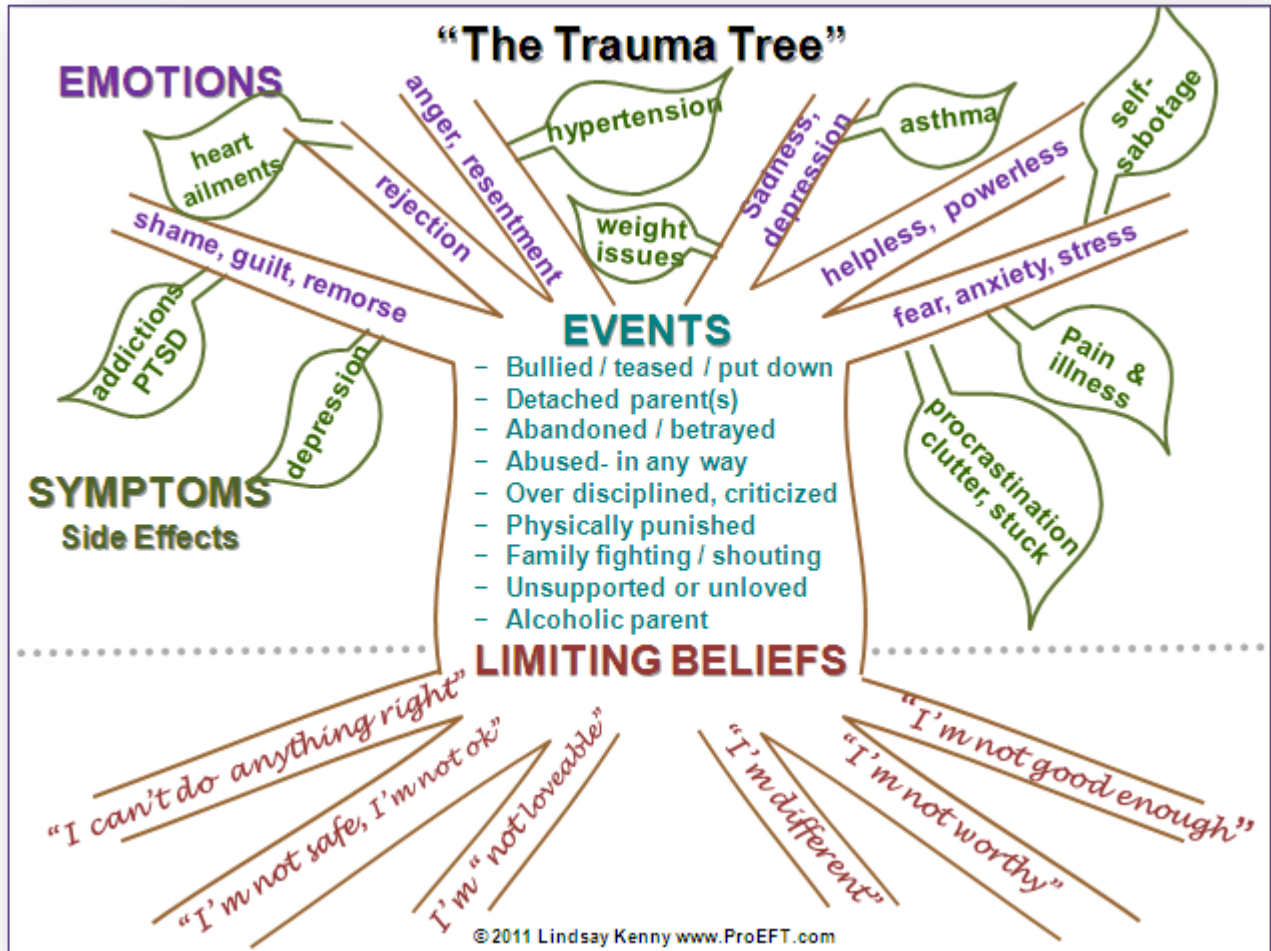 “The Trauma Tree”
EMOTIONS
heart
ailments
shame, guilt, remorse
rejection
anger, resentment
hypertension
weight
issues
Sadness,
depression
asthma
helpless, powerless
self-
sabotage
fear, anxiety, stress
addictions
PTSD
depression
Pain &
illness
procrastination
clutter, stuck
SYMPTOMS
Side Effects
EVENTS
- Bullied / teased / put down
- Detached parent(s)
- Abandoned / betrayed
- Abused- in any way
- Over disciplined, criticized
- Physically punished
- Family fighting / shouting
- Unsupported or unloved
- Alcoholic parent
LIMITING BELIEFS
“I can’t do anything right”
“I’m not safe, I’m not ok”
I’m “not loveable”
“I’m different”
“I’m not worthy”
“I’m not good enough”
©2011 Lindsay Kenny www.ProEFT.com